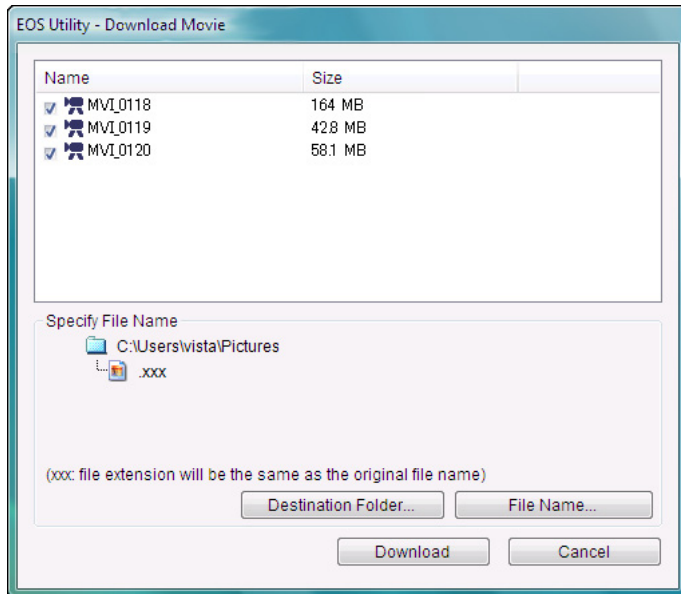 EOS Utility - Download Movie
Name Size
MVI_0118 164 MB
MVI_0119 42.8 MB
MVI_0120 58.1 MB
Specify File Name
C:\Users\vista\Pictures
.xxx
(xxx: file extension will be the same as the original file name)
Destination Folder... File Name...
Download Cancel